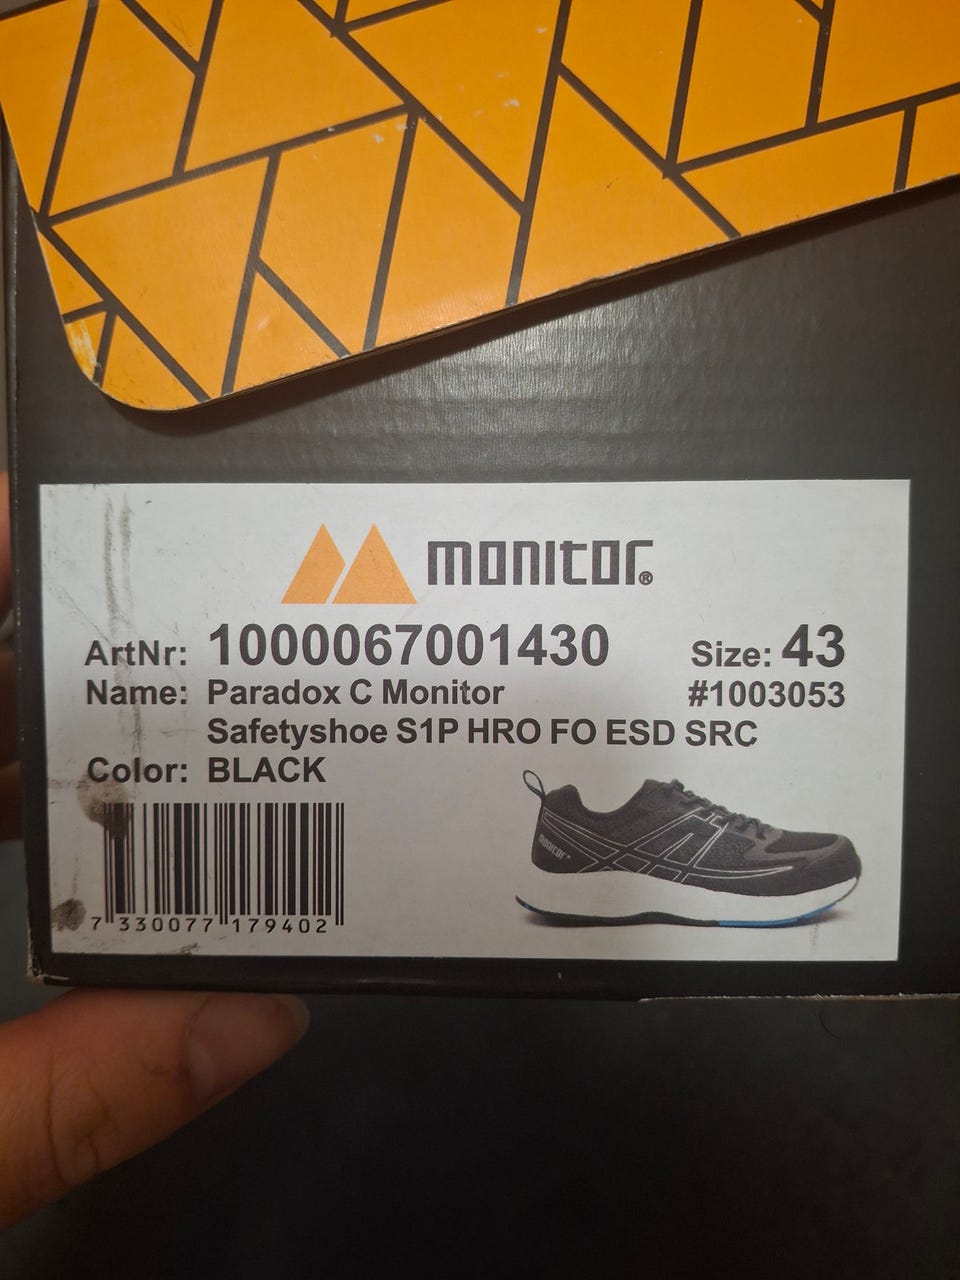 monitor®
ArtNr: 1000067001430 Size: 43
Name: Paradox C Monitor #1003053
Safetyshoe S1P HRO FO ESD SRC
Color: BLACK
monitor
7 330077 179402